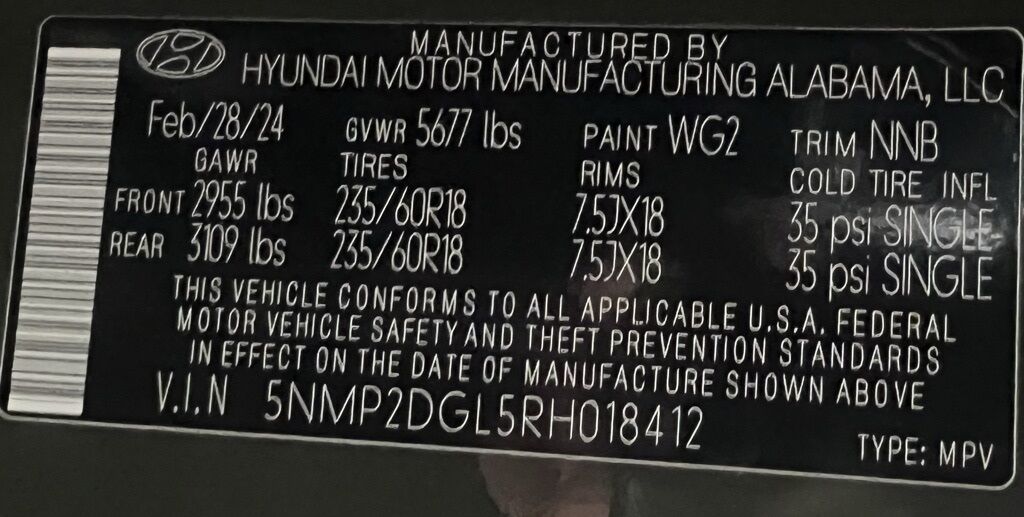 MANUFACTURED BY
HYUNDAI MOTOR MANUFACTURING ALABAMA, LLC
Feb/28/24 GVWR 5677 lbs PAINT WG2 TRIM NNB
GAWR TIRES RIMS COLD TIRE INFL
FRONT 2955 lbs 235/60R18 7.5JX18 35 psi SINGLE
REAR 3109 lbs 235/60R18 7.5JX18 35 psi SINGLE
THIS VEHICLE CONFORMS TO ALL APPLICABLE U.S.A. FEDERAL
MOTOR VEHICLE SAFETY AND THEFT PREVENTION STANDARDS
IN EFFECT ON THE DATE OF MANUFACTURE SHOWN ABOVE
V.I.N 5NMP2DGL5RH018412
TYPE: MPV